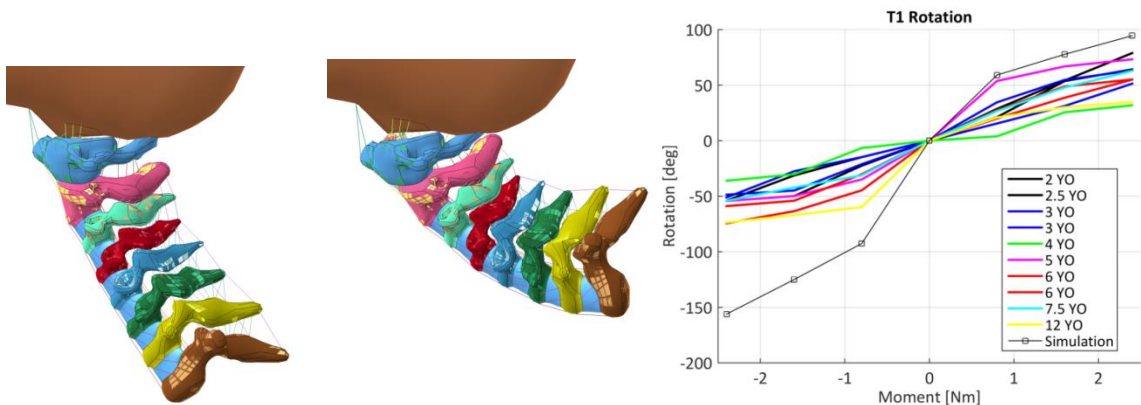 T1 Rotation
100
50
0
-50
-100
-150
-200
Rotation [deg]
-2
-1
0
1
2
Moment [Nm]
2 YO
2.5 YO
3 YO
3 YO
4 YO
5 YO
6 YO
6 YO
7.5 YO
12 YO
Simulation